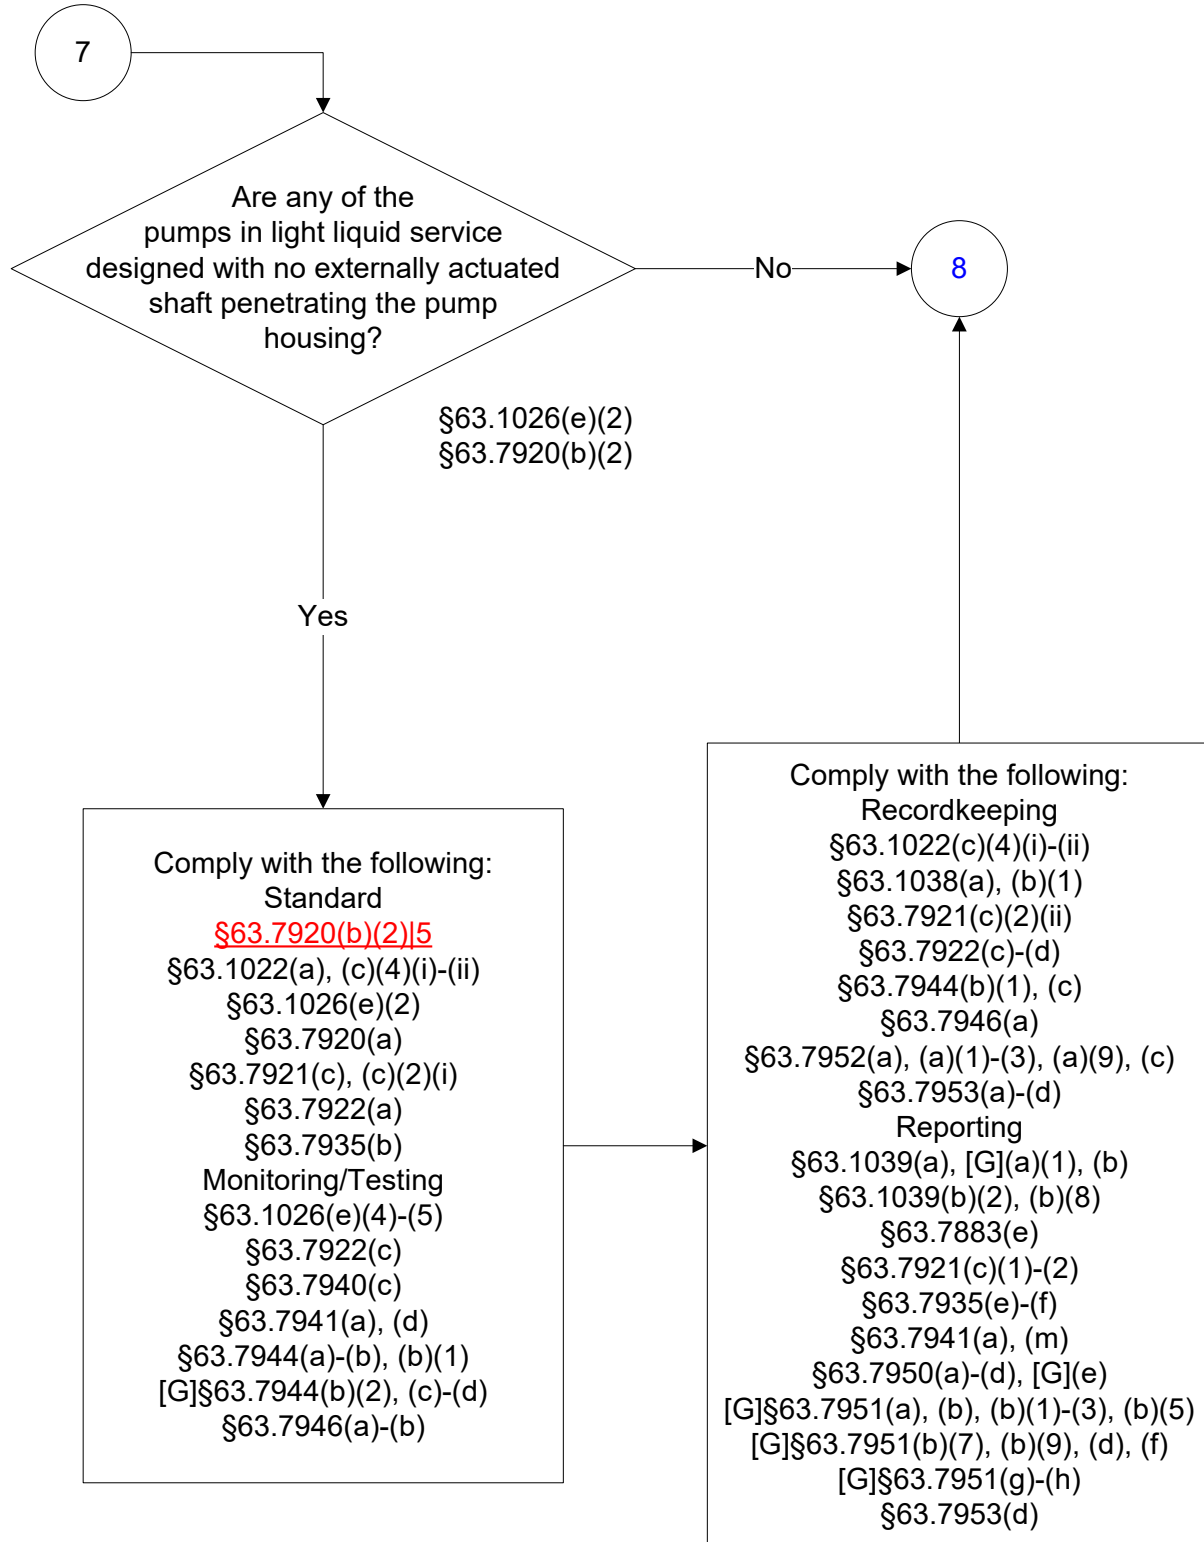 7
Are any of the
pumps in light liquid service
designed with no externally actuated
shaft penetrating the pump
housing?
No
8
§63.1026(e)(2)
§63.7920(b)(2)
Yes
Comply with the following:
Standard
§63.7920(b)(2)|5
§63.1022(a), (c)(4)(i)-(ii)
§63.1026(e)(2)
§63.7920(a)
§63.7921(c), (c)(2)(i)
§63.7922(a)
§63.7935(b)
Monitoring/Testing
§63.1026(e)(4)-(5)
§63.7922(c)
§63.7940(c)
§63.7941(a), (d)
§63.7944(a)-(b), (b)(1)
[G]§63.7944(b)(2), (c)-(d)
§63.7946(a)-(b)
Comply with the following:
Recordkeeping
§63.1022(c)(4)(i)-(ii)
§63.1038(a), (b)(1)
§63.7921(c)(2)(ii)
§63.7922(c)-(d)
§63.7944(b)(1), (c)
§63.7946(a)
§63.7952(a), (a)(1)-(3), (a)(9), (c)
§63.7953(a)-(d)
Reporting
§63.1039(a), [G](a)(1), (b)
§63.1039(b)(2), (b)(8)
§63.7883(e)
§63.7921(c)(1)-(2)
§63.7935(e)-(f)
§63.7941(a), (m)
§63.7950(a)-(d), [G](e)
[G]§63.7951(a), (b), (b)(1)-(3), (b)(5)
[G]§63.7951(b)(7), (b)(9), (d), (f)
[G]§63.7951(g)-(h)
§63.7953(d)